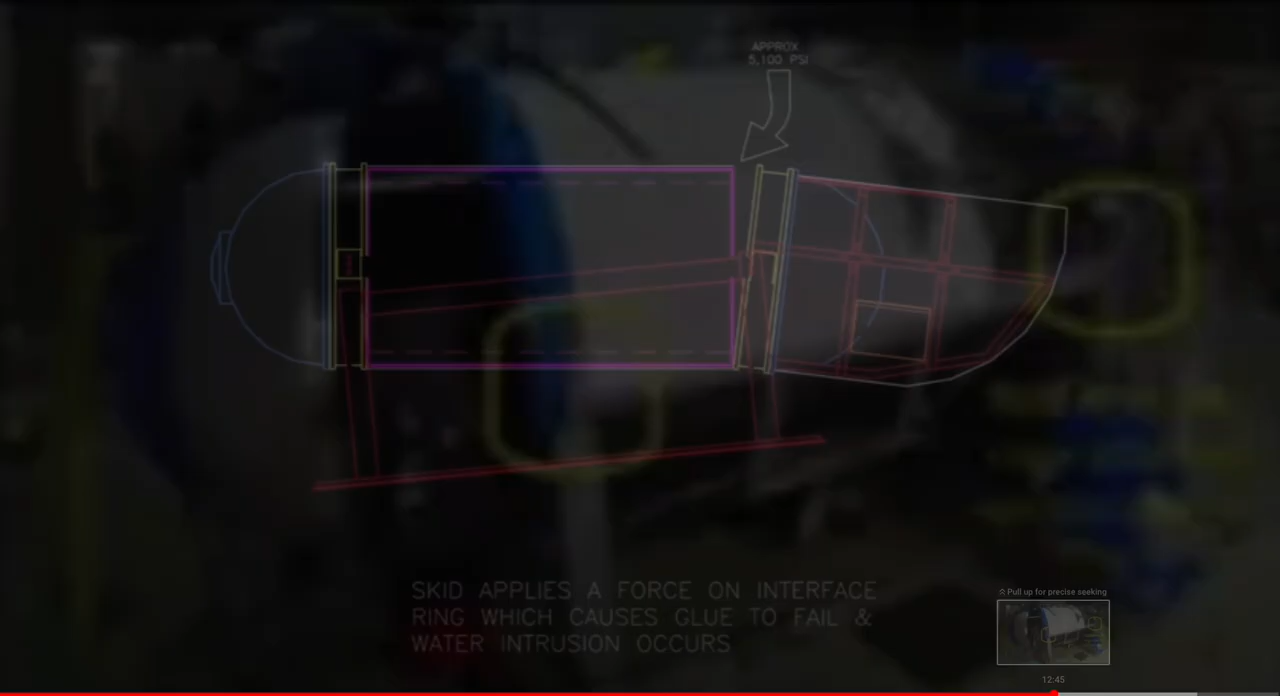 APPROX
5,100 PSI
SKID APPLIES A FORCE ON INTERFACE
RING WHICH CAUSES GLUE TO FAIL &
WATER INTRUSION OCCURS
Pull up for precise seeking
12:45